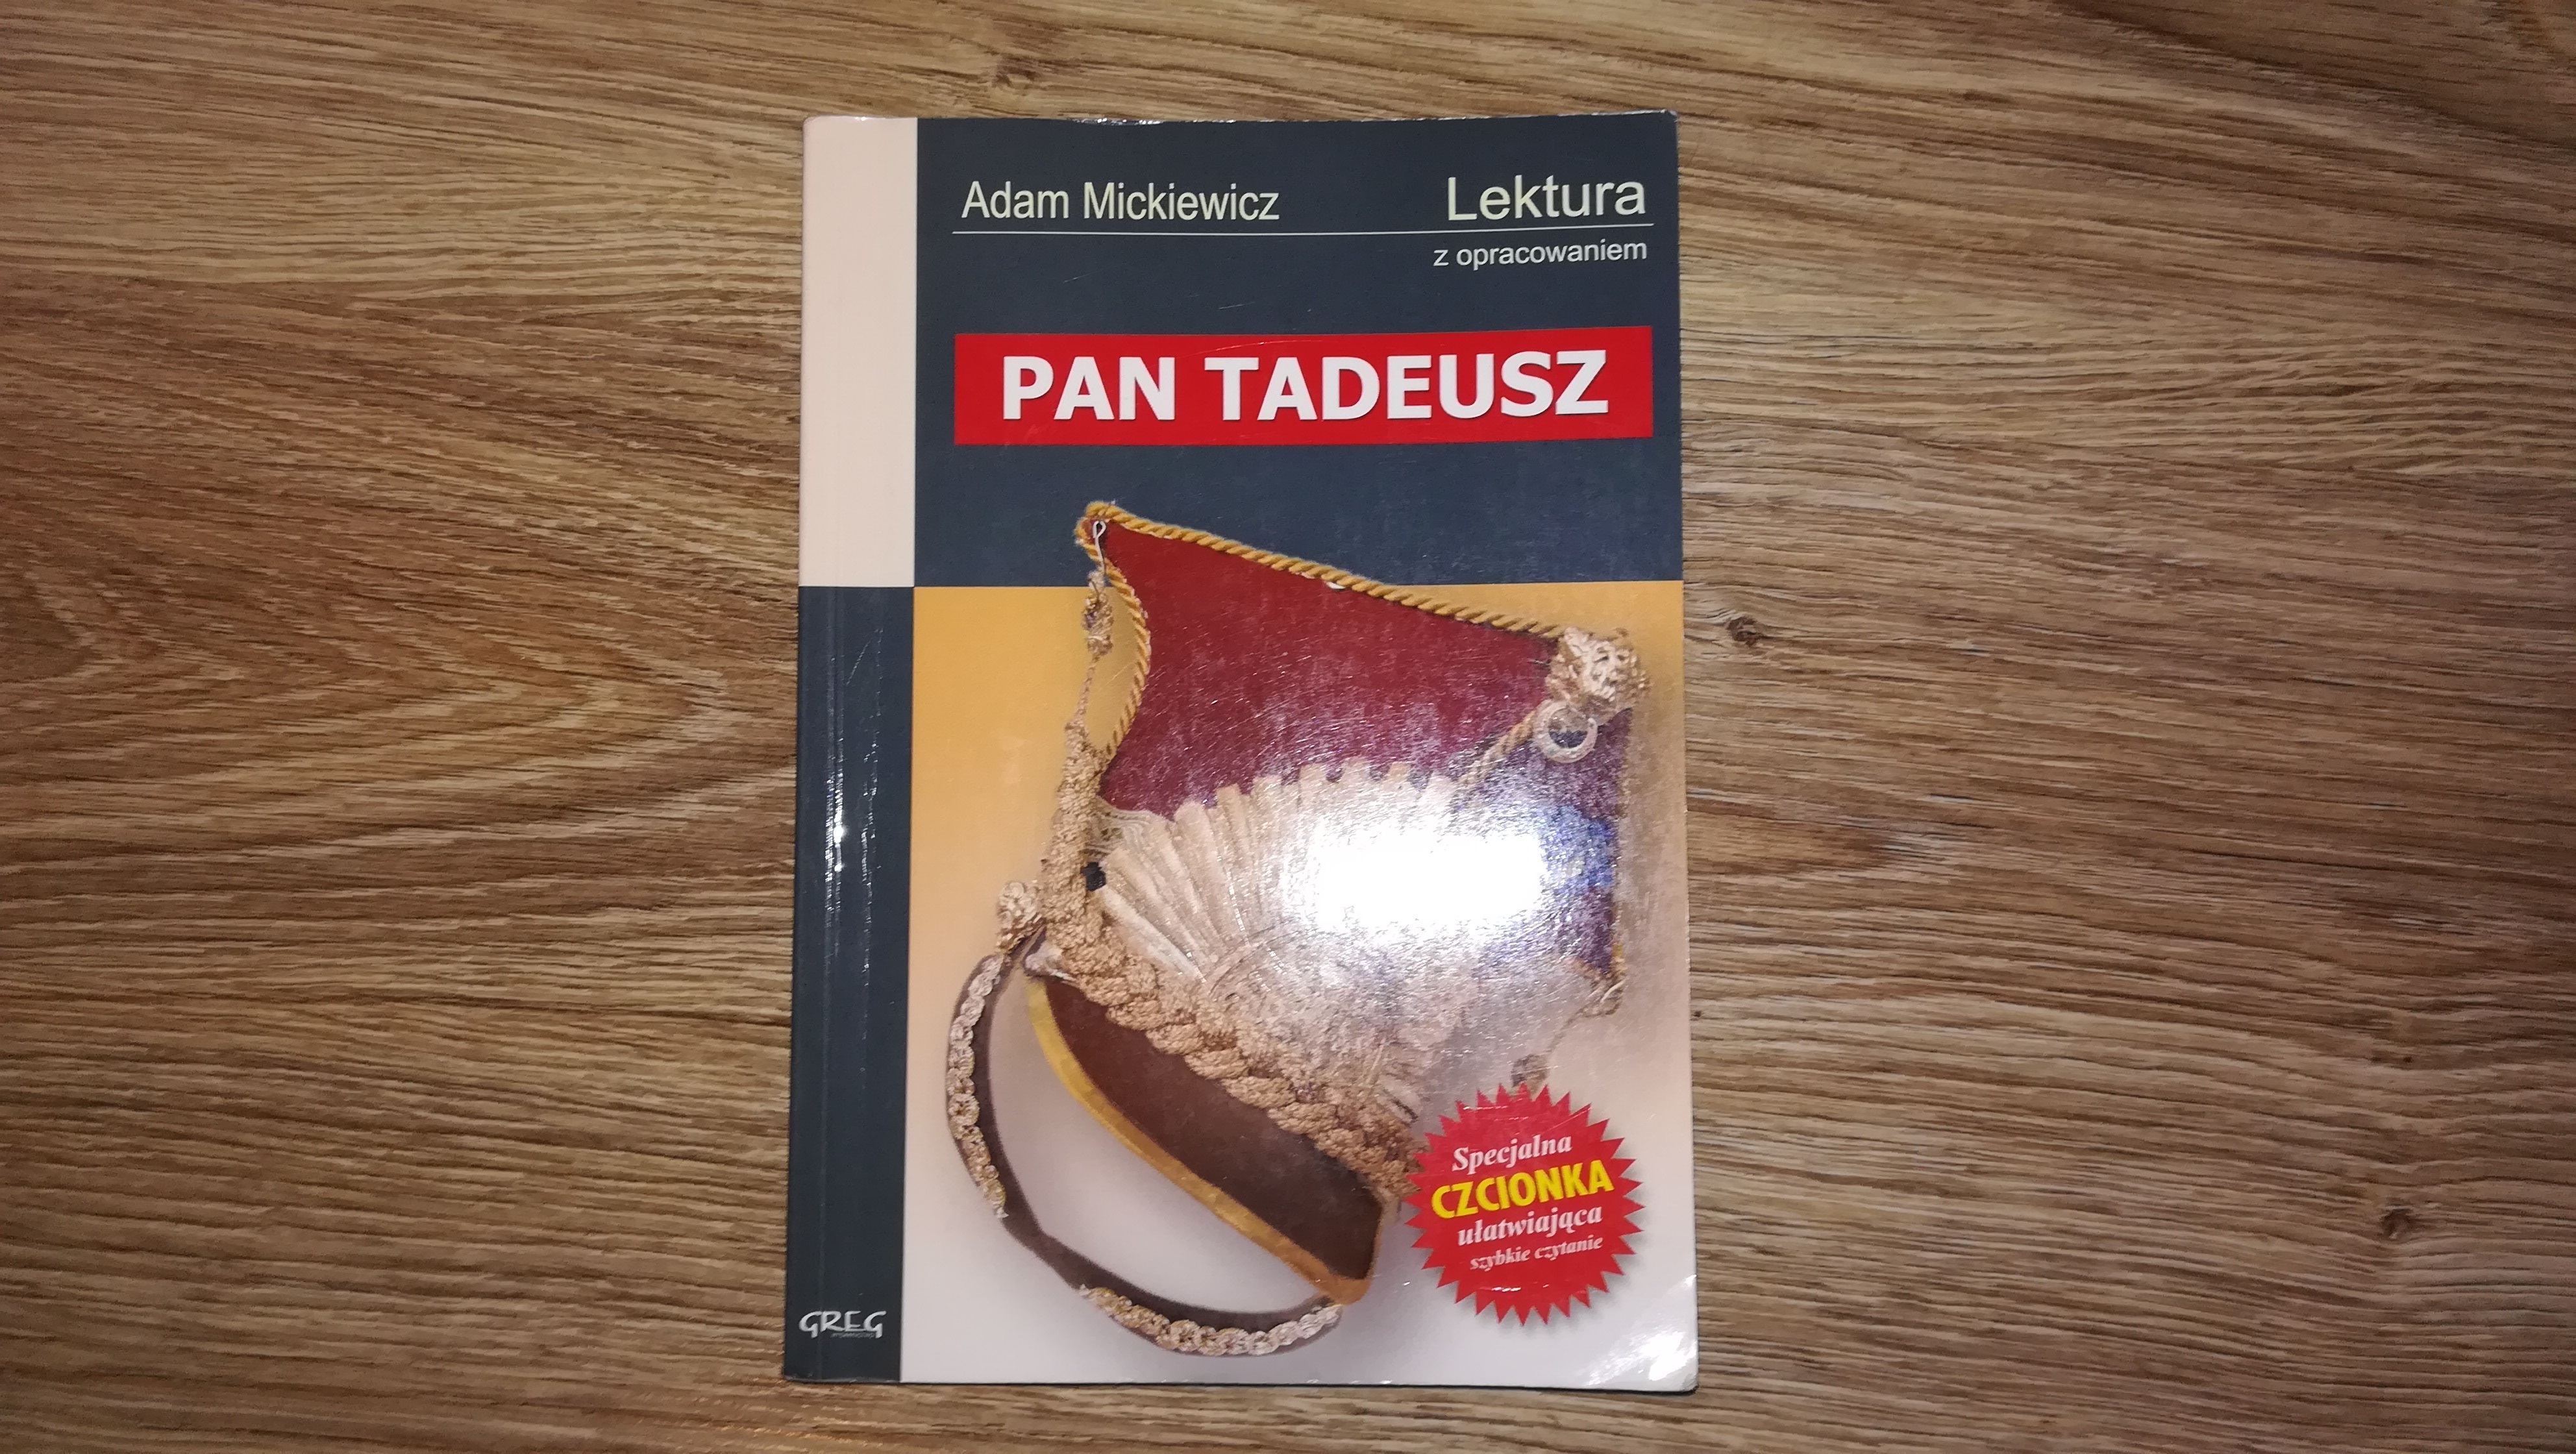 Adam Mickiewicz
Lektura
z opracowaniem
PAN TADEUSZ
Specjalna
CZCIONKA
ułatwiająca
szybkie czytanie
GREG